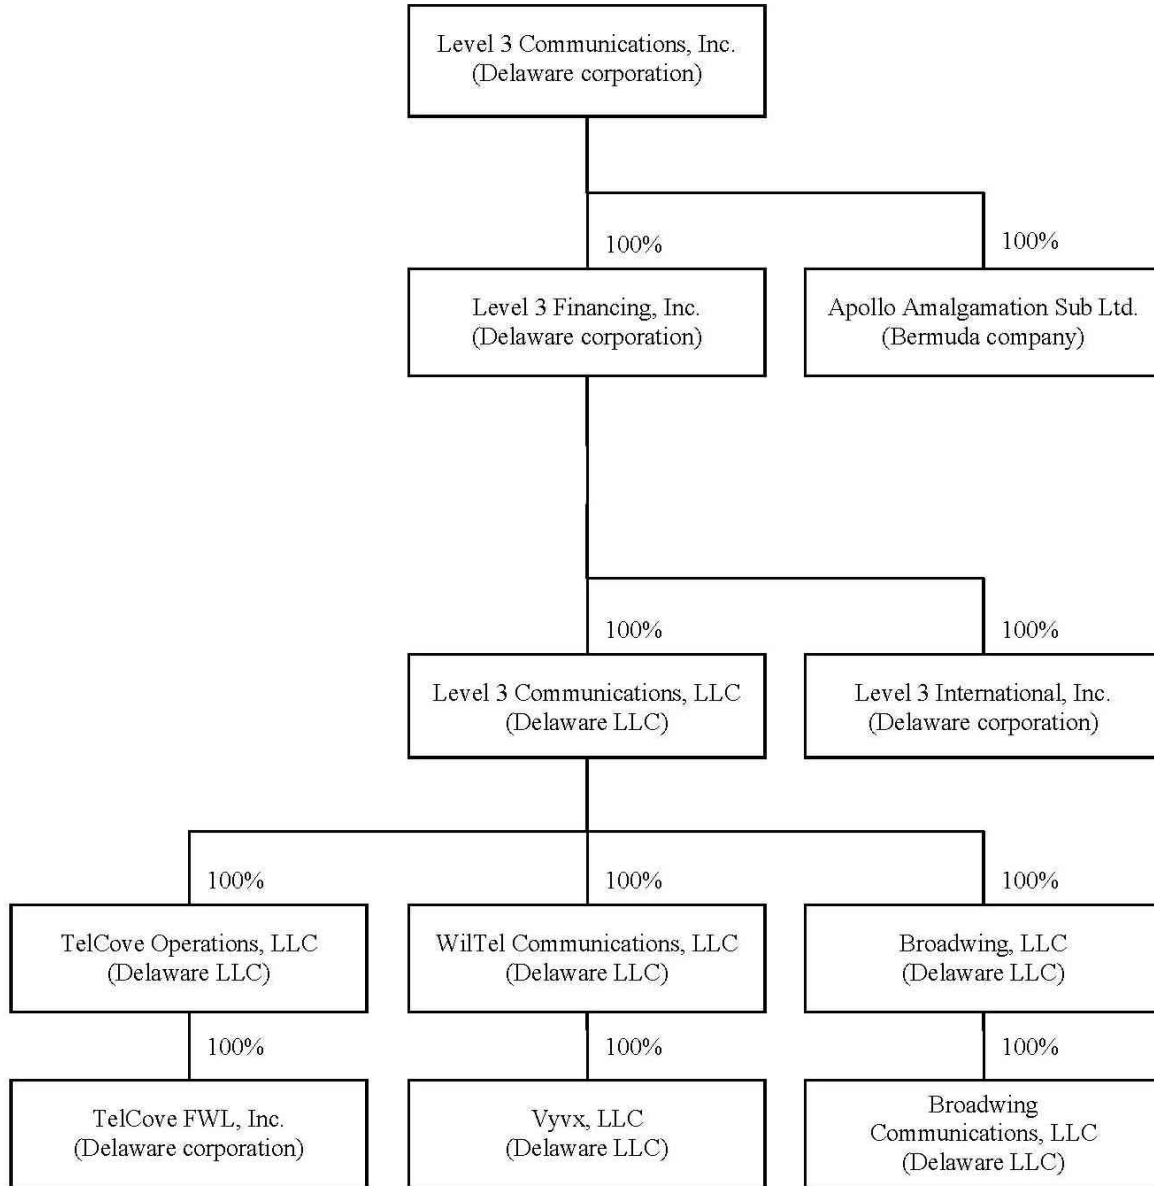 Level 3 Communications, Inc.
(Delaware corporation)
100%
100%
Level 3 Financing, Inc.
(Delaware corporation)
Apollo Amalgamation Sub Ltd.
(Bermuda company)
100%
100%
Level 3 Communications, LLC
(Delaware LLC)
Level 3 International, Inc.
(Delaware corporation)
100%
100%
100%
TelCove Operations, LLC
(Delaware LLC)
WilTel Communications, LLC
(Delaware LLC)
Broadwing, LLC
(Delaware LLC)
100%
100%
100%
TelCove FWL, Inc.
(Delaware corporation)
Vyvx, LLC
(Delaware LLC)
Broadwing
Communications, LLC
(Delaware LLC)